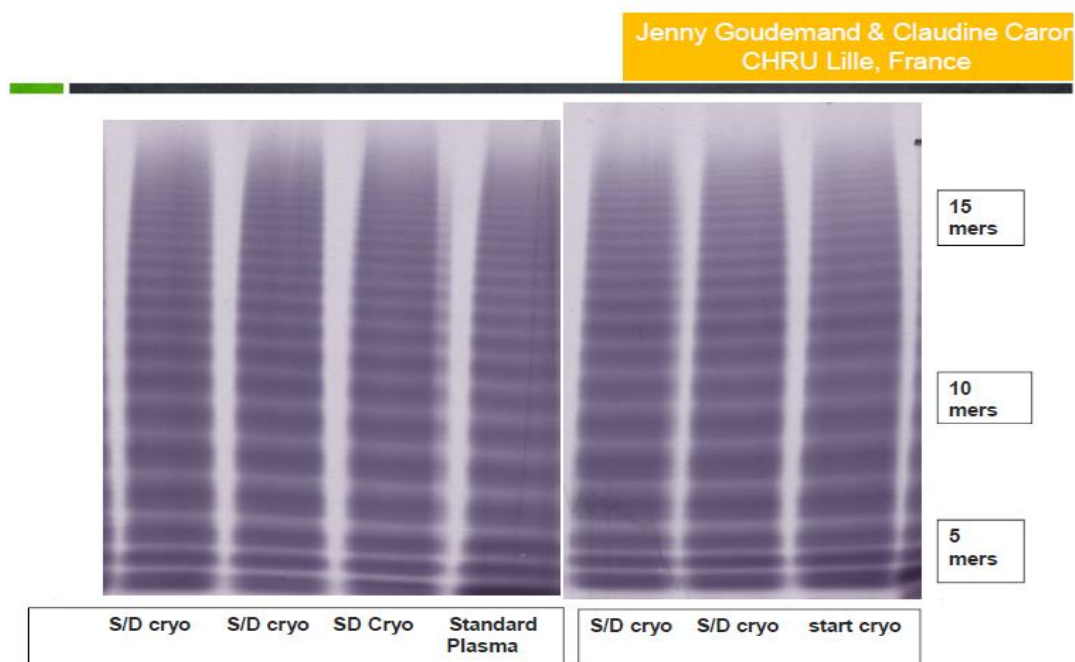 Jenny Goudemand & Claudine Caron
CHRU Lille, France
15
mers
10
mers
5
mers
S/D cryo
S/D cryo
SD Cryo
Standard
Plasma
S/D cryo
S/D cryo
start cryo